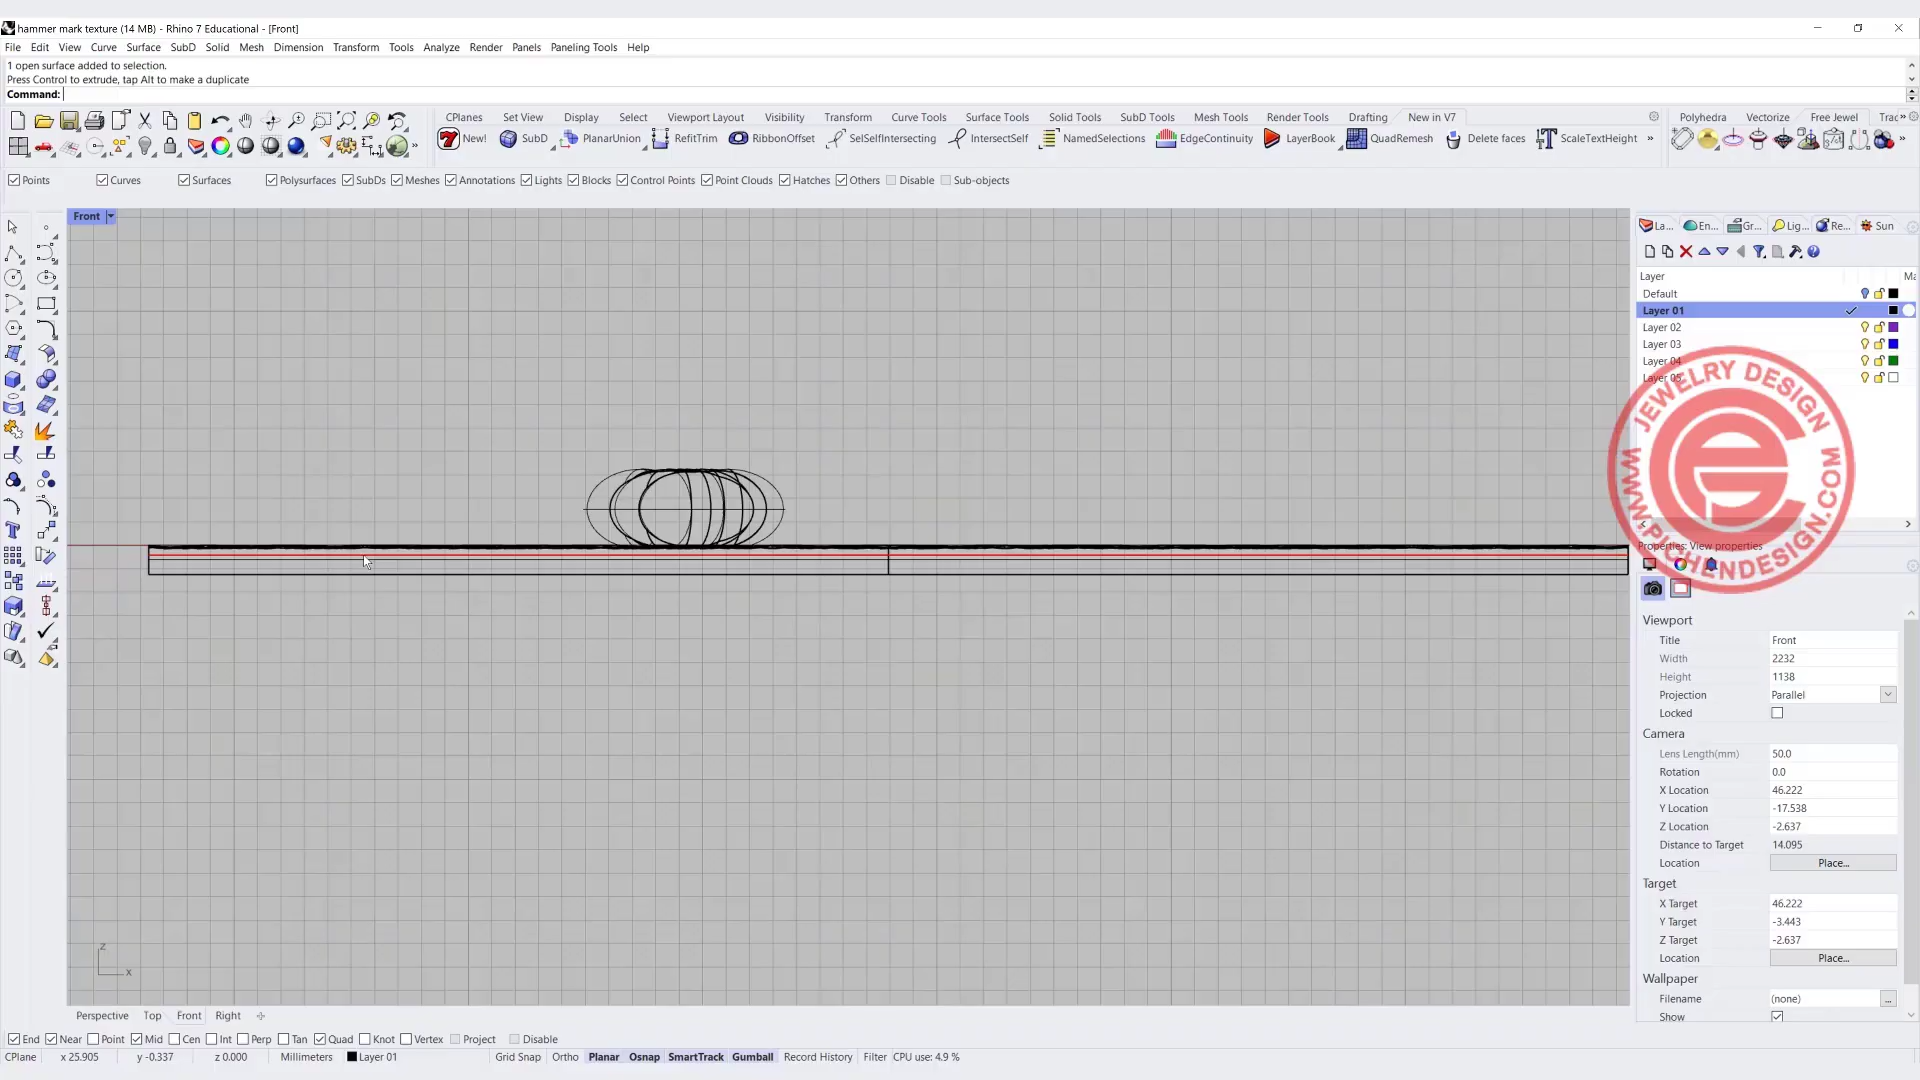 hammer mark texture (14 MB) - Rhino 7 Educational - [Front]
File Edit View Curve Surface SubD Solid Mesh Dimension Transform Tools Analyze Render Panels Paneling Tools Help
1 open surface added to selection.
Press Control to extrude, tap Alt to make a duplicate
Command:
CPlanes Set View Display Select Viewport Layout Visibility Transform Curve Tools Surface Tools Solid Tools SubD Tools Mesh Tools Render Tools Drafting New in V7 Polyhedra Vectorize Free Jewel Trac
New! SubD PlanarUnion RefitTrim RibbonOffset SelSelfIntersecting IntersectSelf NamedSelections EdgeContinuity LayerBook QuadRemesh Delete faces ScaleTextHeight
Points Curves Surfaces Polysurfaces SubDs Meshes Annotations Lights Blocks Control Points Point Clouds Hatches Others Disable Sub-objects
Front
La... En... Gr... Lig... Re... Sun
Layer Ma
Default
Layer 01
Layer 02
Layer 03
Layer 04
Layer 05
JEWELRY DESIGN
WWW.PICHENDESIGN.COM
Properties: View properties
Viewport
Title Front
Width 2232
Height 1138
Projection Parallel
Locked
Camera
Lens Length(mm) 50.0
Rotation 0.0
X Location 46.222
Y Location -17.538
Z Location -2.637
Distance to Target 14.095
Location Place...
Target
X Target 46.222
Y Target -3.443
Z Target -2.637
Location Place...
Wallpaper
Filename (none) ...
Show
z
x
Perspective Top Front Right
End Near Point Mid Cen Int Perp Tan Quad Knot Vertex Project Disable
CPlane x 25.905 y -0.337 z 0.000 Millimeters Layer 01 Grid Snap Ortho Planar Osnap SmartTrack Gumball Record History Filter CPU use: 4.9 %